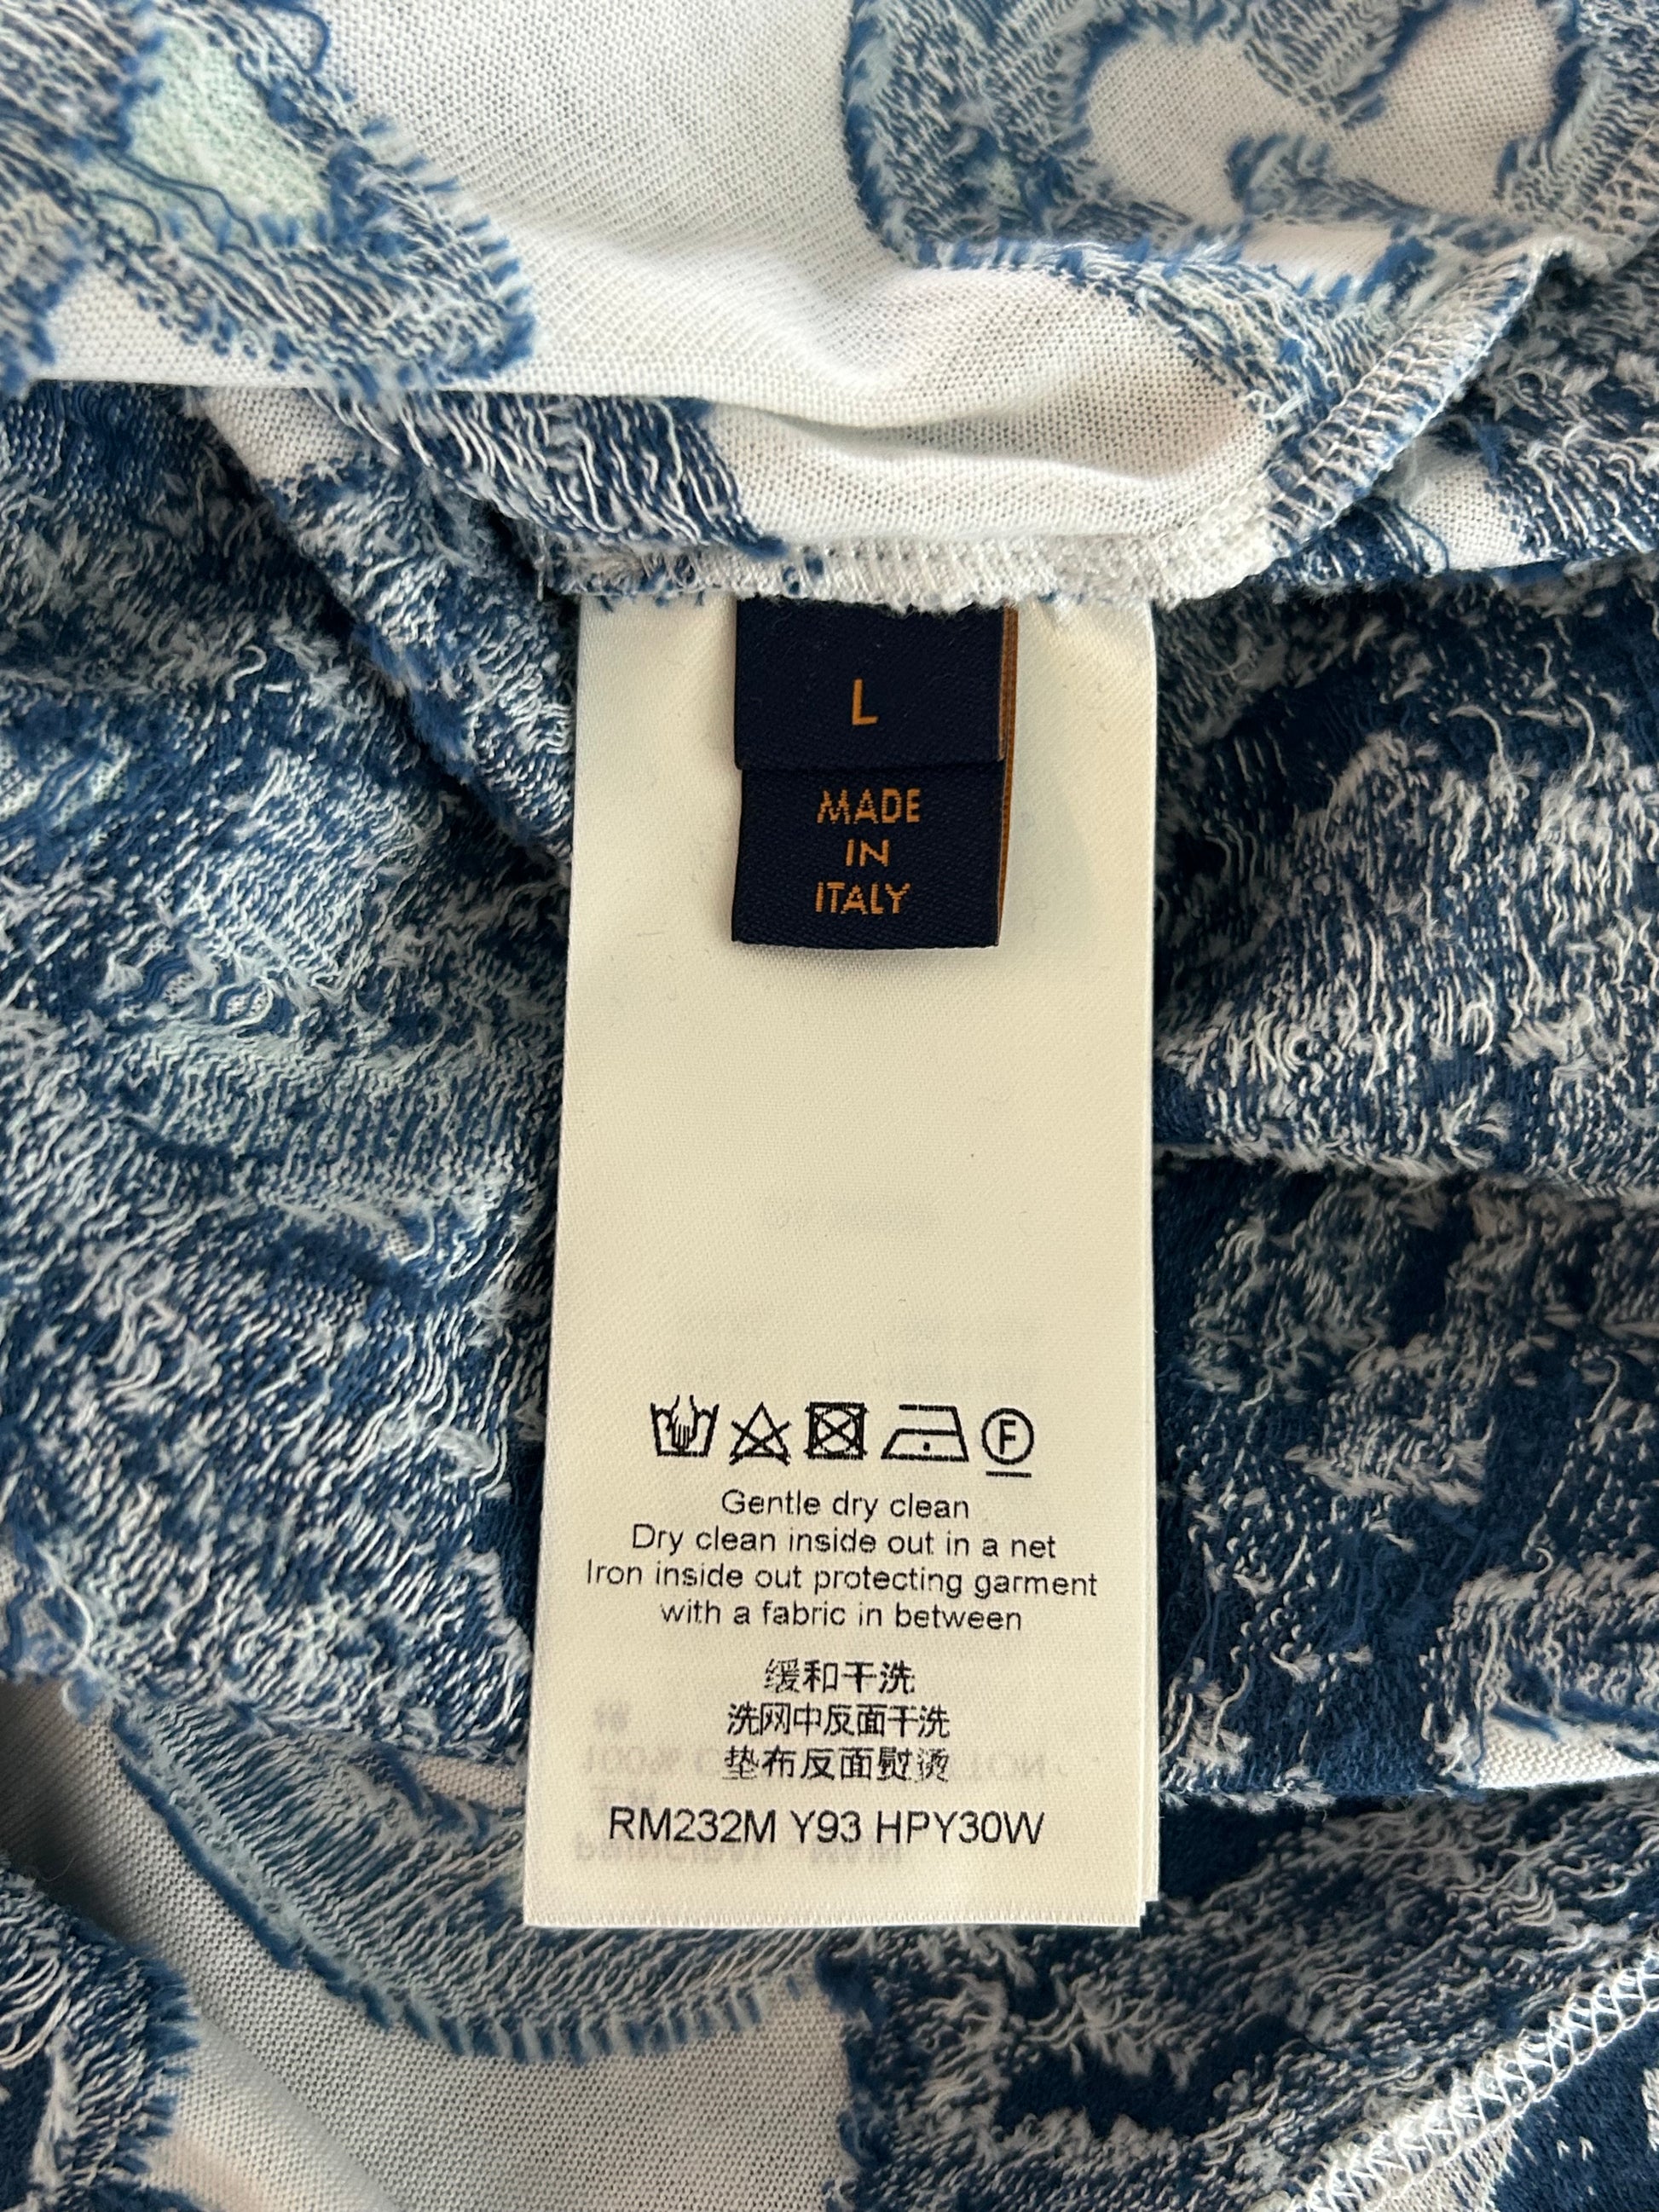 L
MADE
IN
ITALY
F
Gentle dry clean
Dry clean inside out in a net
Iron inside out protecting garment
with a fabric in between
缓和干洗
洗网中反面干洗
垫布反面熨烫
RM232M Y93 HPY30W